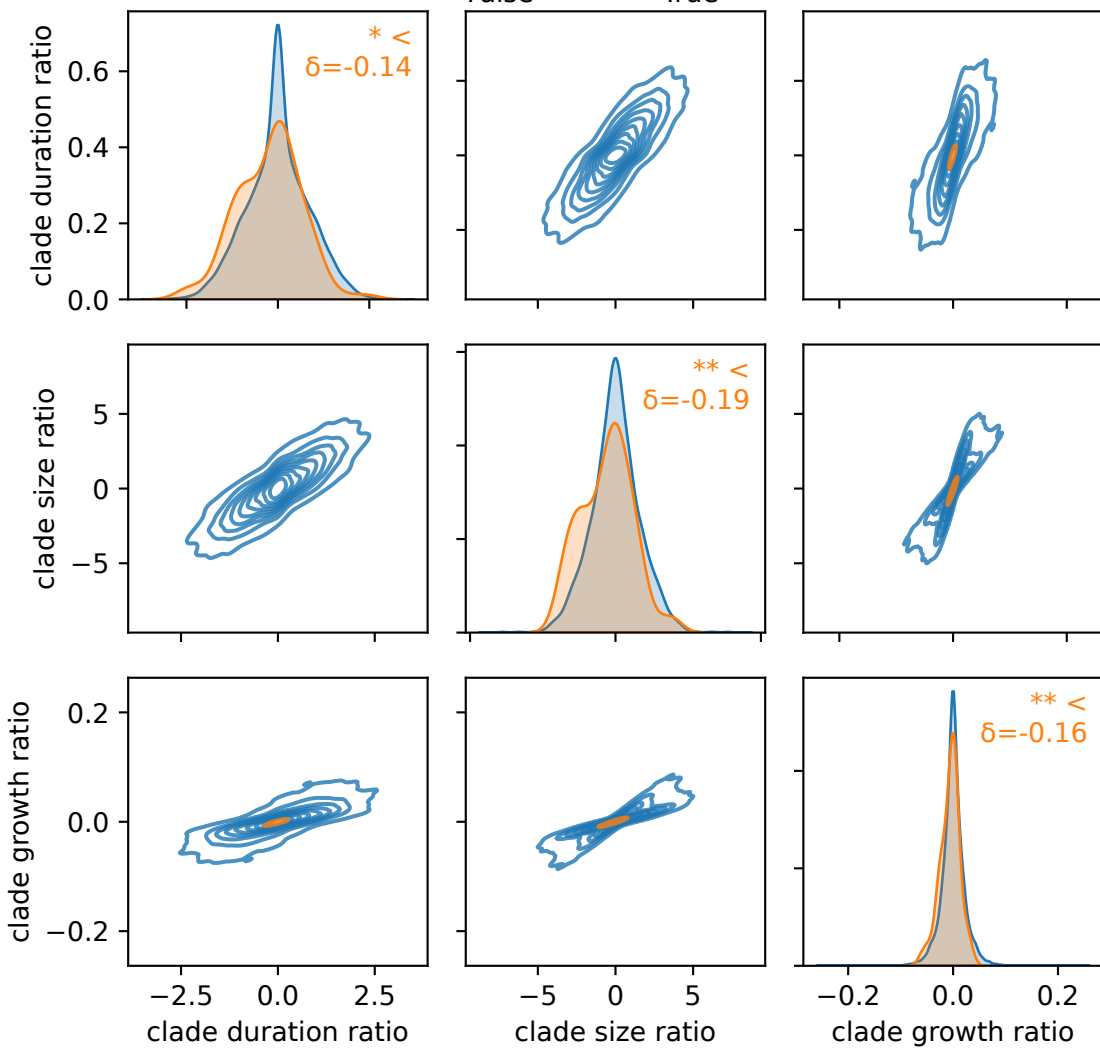 * <
δ=-0.14
clade duration ratio
0.6
0.4
0.2
0.0
** <
δ=-0.19
clade size ratio
5
0
−5
** <
δ=-0.16
clade growth ratio
0.2
0.0
−0.2
−2.5 0.0 2.5 −5 0 5 −0.2 0.0 0.2
clade duration ratio clade size ratio clade growth ratio